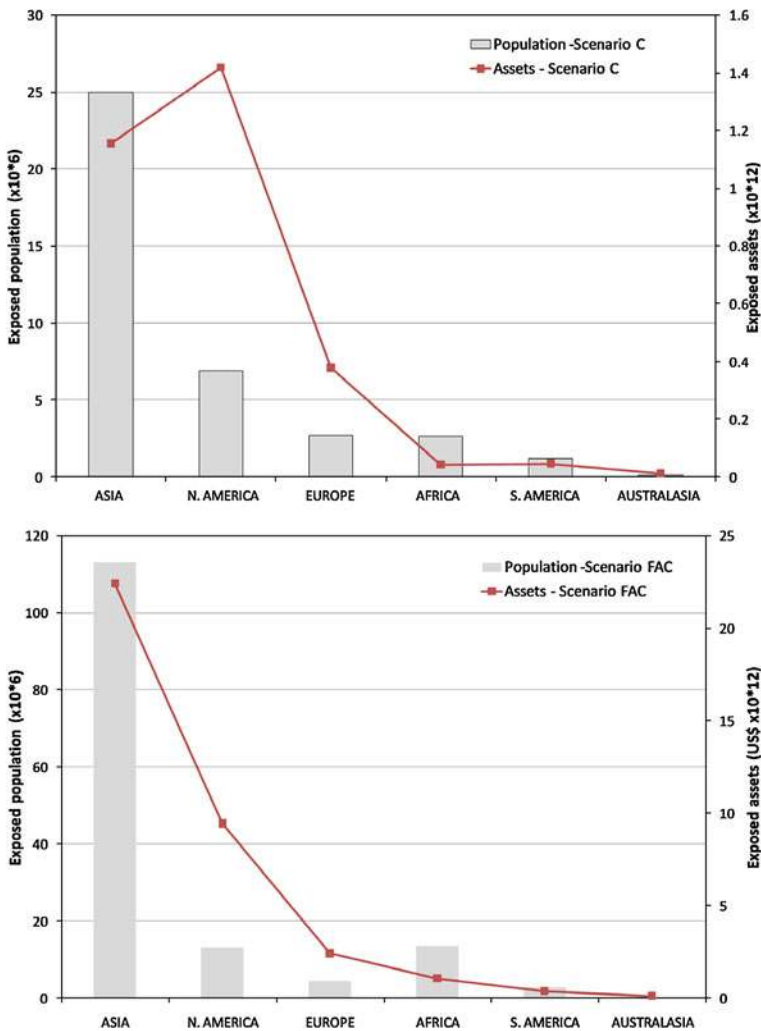 30
25
20
15
10
5
0
Exposed population (x10*6)
Population -Scenario C
Assets - Scenario C
1.6
1.4
1.2
1
0.8
0.6
0.4
0.2
0
Exposed assets (x10*12)
ASIA N. AMERICA EUROPE AFRICA S. AMERICA AUSTRALASIA
120
100
80
60
40
20
0
Exposed population (x10*6)
Population -Scenario FAC
Assets - Scenario FAC
25
20
15
10
5
0
Exposed assets (US$ x10*12)
ASIA N. AMERICA EUROPE AFRICA S. AMERICA AUSTRALASIA